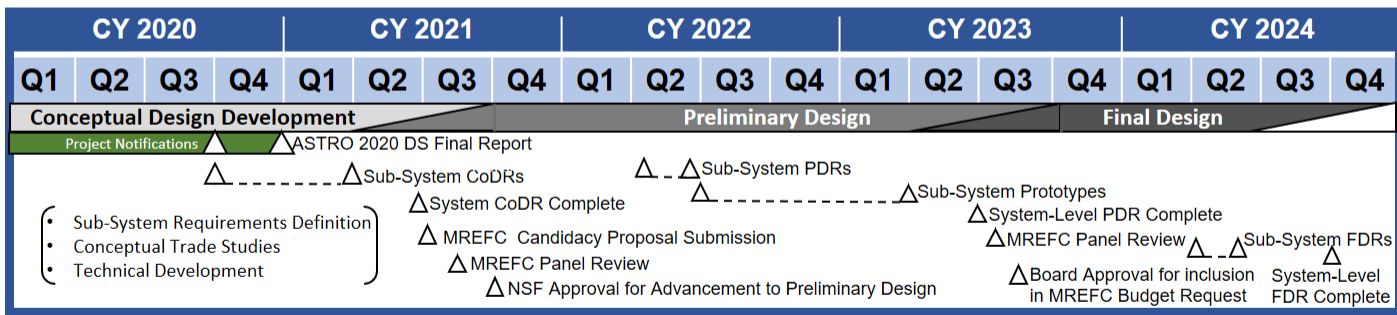 CY 2020 CY 2021 CY 2022 CY 2023 CY 2024
Q1 Q2 Q3 Q4 Q1 Q2 Q3 Q4 Q1 Q2 Q3 Q4 Q1 Q2 Q3 Q4 Q1 Q2 Q3 Q4
Conceptual Design Development Preliminary Design Final Design
Project Notifications ASTRO 2020 DS Final Report
Sub-System CoDRs Sub-System PDRs
Sub-System Prototypes
System CoDR Complete System-Level PDR Complete
• Sub-System Requirements Definition
• Conceptual Trade Studies
• Technical Development
MREFC Candidacy Proposal Submission MREFC Panel Review Sub-System FDRs
MREFC Panel Review
NSF Approval for Advancement to Preliminary Design
Board Approval for inclusion
in MREFC Budget Request
System-Level
FDR Complete